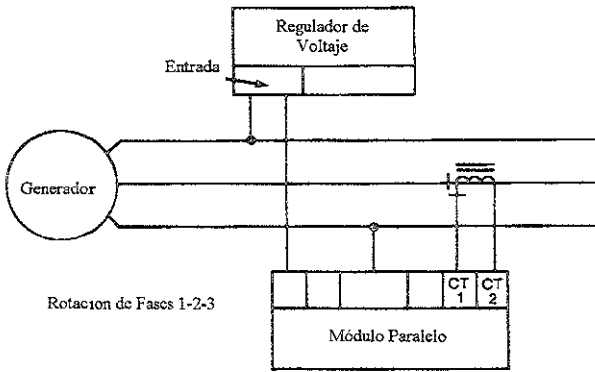 Regulador de
Voltaje
Entrada
Generador
CT
1
CT
2
Rotacion de Fases 1-2-3
Módulo Paralelo